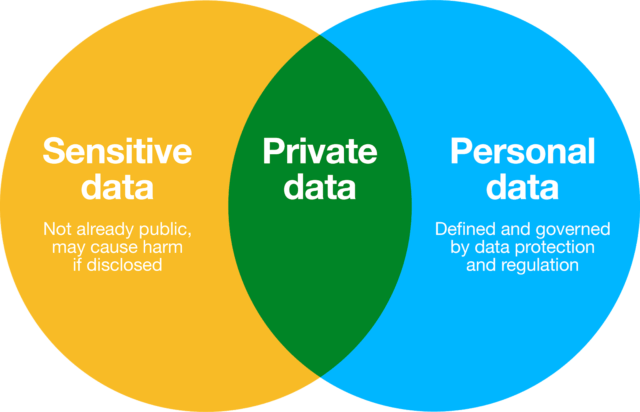 Sensitive
data
Not already public,
may cause harm
if disclosed
Private
data
Personal
data
Defined and governed
by data protection
and regulation